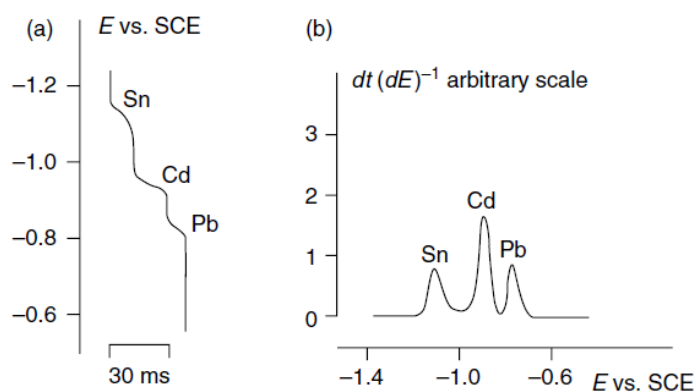 (a) E vs. SCE
−1.2
Sn
−1.0
Cd
Pb
−0.8
−0.6
30 ms
(b)
dt (dE)⁻¹ arbitrary scale
3
2
Cd
Sn
Pb
1
0
−1.4 −1.0 −0.6 E vs. SCE